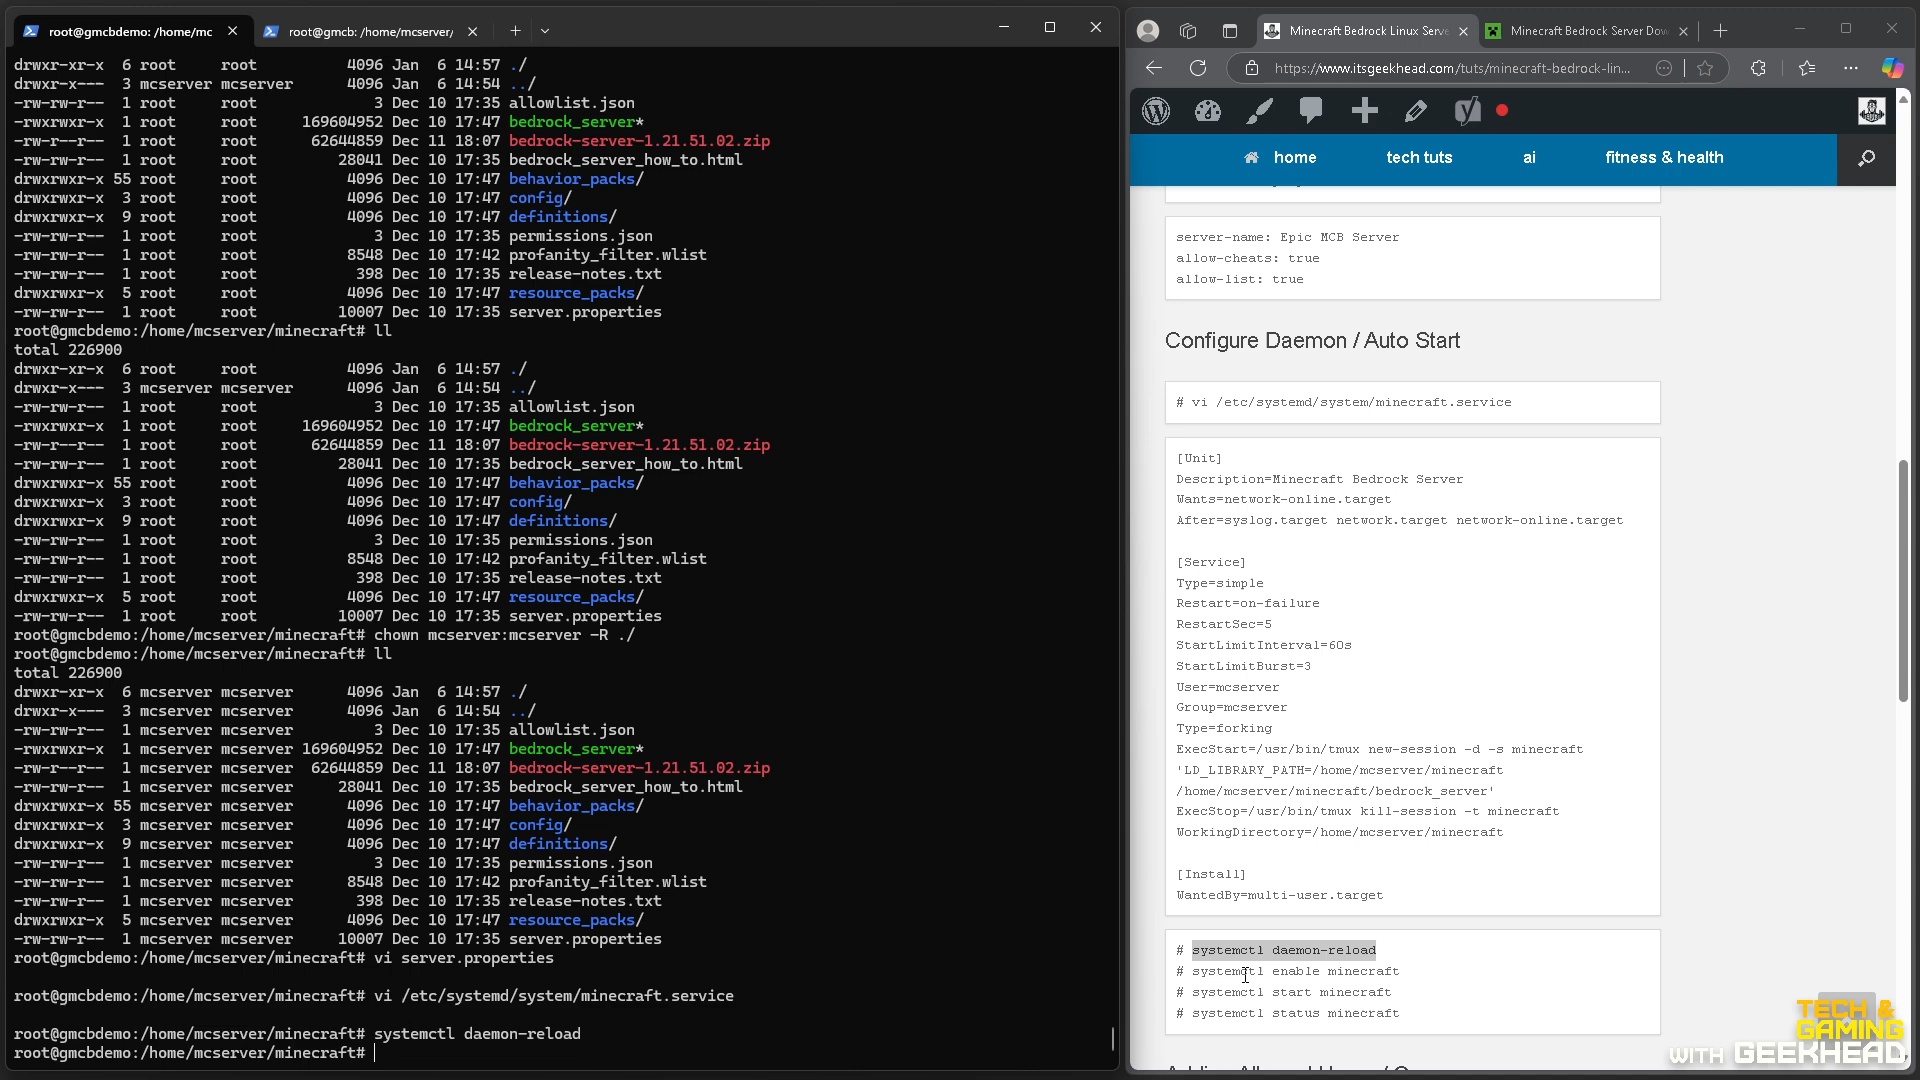 root@gmcbdemo: /home/mc
root@gmcb: /home/mcserver/
drwxr-xr-x  6 root     root          4096 Jan  6 14:57 ./
drwxr-x---  3 mcserver mcserver      4096 Jan  6 14:54 ../
-rw-rw-r--  1 root     root             3 Dec 10 17:35 allowlist.json
-rwxrwxr-x  1 root     root     169604952 Dec 10 17:47 bedrock_server*
-rw-r--r--  1 root     root      62644859 Dec 11 18:07 bedrock-server-1.21.51.02.zip
-rw-rw-r--  1 root     root         28041 Dec 10 17:35 bedrock_server_how_to.html
drwxrwxr-x 55 root     root          4096 Dec 10 17:47 behavior_packs/
drwxrwxr-x  3 root     root          4096 Dec 10 17:47 config/
drwxrwxr-x  9 root     root          4096 Dec 10 17:47 definitions/
-rw-rw-r--  1 root     root             3 Dec 10 17:35 permissions.json
-rw-rw-r--  1 root     root          8548 Dec 10 17:42 profanity_filter.wlist
-rw-rw-r--  1 root     root           398 Dec 10 17:35 release-notes.txt
drwxrwxr-x  5 root     root          4096 Dec 10 17:47 resource_packs/
-rw-rw-r--  1 root     root         10007 Dec 10 17:35 server.properties
root@gmcbdemo:/home/mcserver/minecraft# ll
total 226900
drwxr-xr-x  6 root     root          4096 Jan  6 14:57 ./
drwxr-x---  3 mcserver mcserver      4096 Jan  6 14:54 ../
-rw-rw-r--  1 root     root             3 Dec 10 17:35 allowlist.json
-rwxrwxr-x  1 root     root     169604952 Dec 10 17:47 bedrock_server*
-rw-r--r--  1 root     root      62644859 Dec 11 18:07 bedrock-server-1.21.51.02.zip
-rw-rw-r--  1 root     root         28041 Dec 10 17:35 bedrock_server_how_to.html
drwxrwxr-x 55 root     root          4096 Dec 10 17:47 behavior_packs/
drwxrwxr-x  3 root     root          4096 Dec 10 17:47 config/
drwxrwxr-x  9 root     root          4096 Dec 10 17:47 definitions/
-rw-rw-r--  1 root     root             3 Dec 10 17:35 permissions.json
-rw-rw-r--  1 root     root          8548 Dec 10 17:42 profanity_filter.wlist
-rw-rw-r--  1 root     root           398 Dec 10 17:35 release-notes.txt
drwxrwxr-x  5 root     root          4096 Dec 10 17:47 resource_packs/
-rw-rw-r--  1 root     root         10007 Dec 10 17:35 server.properties
root@gmcbdemo:/home/mcserver/minecraft# chown mcserver:mcserver -R ./
root@gmcbdemo:/home/mcserver/minecraft# ll
total 226900
drwxr-xr-x  6 mcserver mcserver      4096 Jan  6 14:57 ./
drwxr-x---  3 mcserver mcserver      4096 Jan  6 14:54 ../
-rw-rw-r--  1 mcserver mcserver         3 Dec 10 17:35 allowlist.json
-rwxrwxr-x  1 mcserver mcserver 169604952 Dec 10 17:47 bedrock_server*
-rw-r--r--  1 mcserver mcserver  62644859 Dec 11 18:07 bedrock-server-1.21.51.02.zip
-rw-rw-r--  1 mcserver mcserver     28041 Dec 10 17:35 bedrock_server_how_to.html
drwxrwxr-x 55 mcserver mcserver      4096 Dec 10 17:47 behavior_packs/
drwxrwxr-x  3 mcserver mcserver      4096 Dec 10 17:47 config/
drwxrwxr-x  9 mcserver mcserver      4096 Dec 10 17:47 definitions/
-rw-rw-r--  1 mcserver mcserver         3 Dec 10 17:35 permissions.json
-rw-rw-r--  1 mcserver mcserver      8548 Dec 10 17:42 profanity_filter.wlist
-rw-rw-r--  1 mcserver mcserver       398 Dec 10 17:35 release-notes.txt
drwxrwxr-x  5 mcserver mcserver      4096 Dec 10 17:47 resource_packs/
-rw-rw-r--  1 mcserver mcserver     10007 Dec 10 17:35 server.properties
root@gmcbdemo:/home/mcserver/minecraft# vi server.properties
root@gmcbdemo:/home/mcserver/minecraft# vi /etc/systemd/system/minecraft.service
root@gmcbdemo:/home/mcserver/minecraft# systemctl daemon-reload
root@gmcbdemo:/home/mcserver/minecraft#
Minecraft Bedrock Linux Serve
Minecraft Bedrock Server Dow
https://www.itsgeekhead.com/tuts/minecraft-bedrock-lin...
home
tech tuts
ai
fitness & health
server-name: Epic MCB Server
allow-cheats: true
allow-list: true
Configure Daemon / Auto Start
# vi /etc/systemd/system/minecraft.service
[Unit]
Description=Minecraft Bedrock Server
Wants=network-online.target
After=syslog.target network.target network-online.target
[Service]
Type=simple
Restart=on-failure
RestartSec=5
StartLimitInterval=60s
StartLimitBurst=3
User=mcserver
Group=mcserver
Type=forking
ExecStart=/usr/bin/tmux new-session -d -s minecraft
'LD_LIBRARY_PATH=/home/mcserver/minecraft
/home/mcserver/minecraft/bedrock_server'
ExecStop=/usr/bin/tmux kill-session -t minecraft
WorkingDirectory=/home/mcserver/minecraft
[Install]
WantedBy=multi-user.target
# systemctl daemon-reload
# systemctl enable minecraft
# systemctl start minecraft
# systemctl status minecraft
TECH &
GAMING
WITH GEEKHEAD